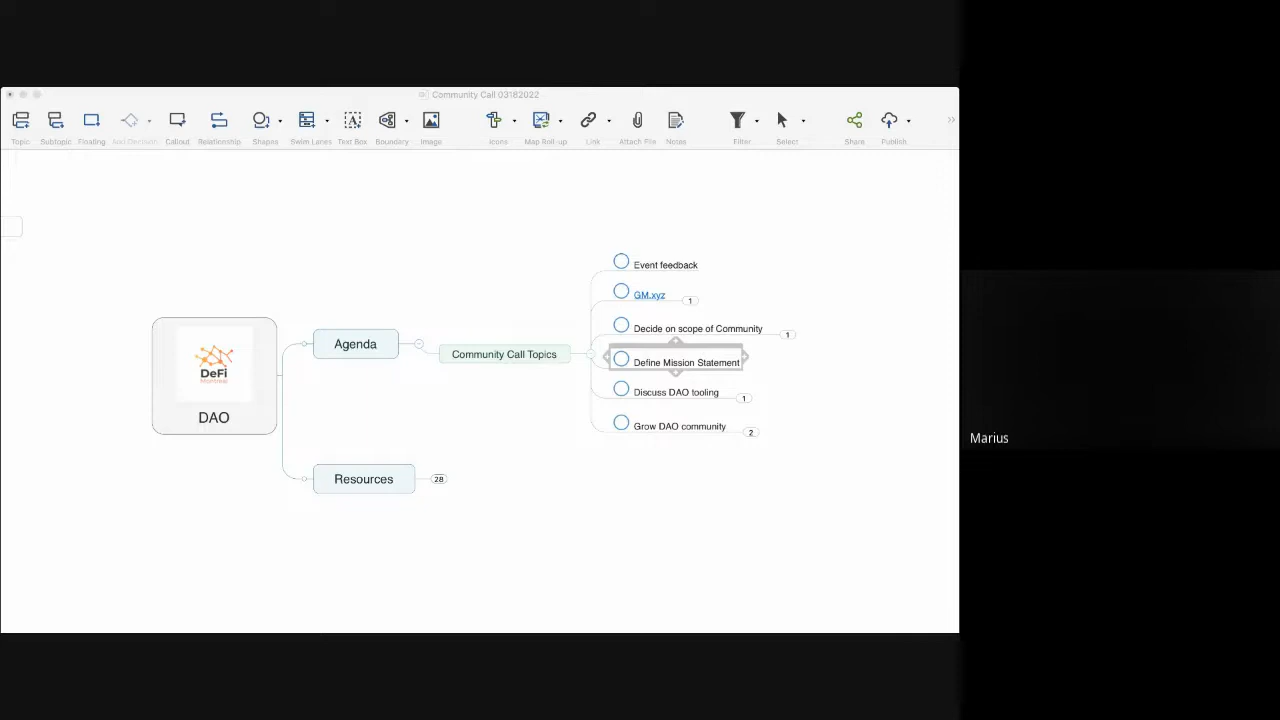 Community Call 03182022
Topic
Subtopic
Floating
Add Decision
Callout
Relationship
Shapes
Swim Lanes
Text Box
Boundary
Image
Icons
Map Roll-up
Link
Attach File
Notes
Filter
Select
Share
Publish
Event feedback
GM.xyz
1
Decide on scope of Community
1
Agenda
Community Call Topics
Define Mission Statement
DeFi
Montreal
Discuss DAO tooling
1
DAO
Grow DAO community
2
Marius
Resources
28